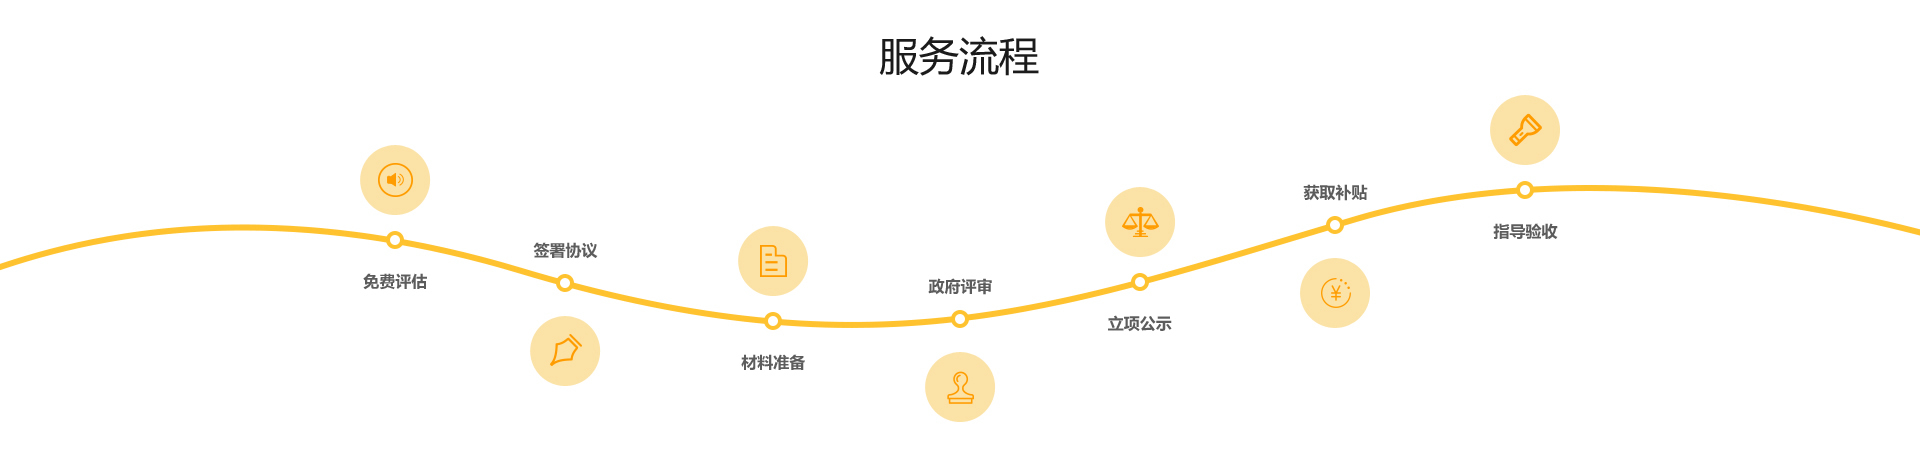 服务流程
免费评估
签署协议
材料准备
政府评审
立项公示
获取补贴
指导验收